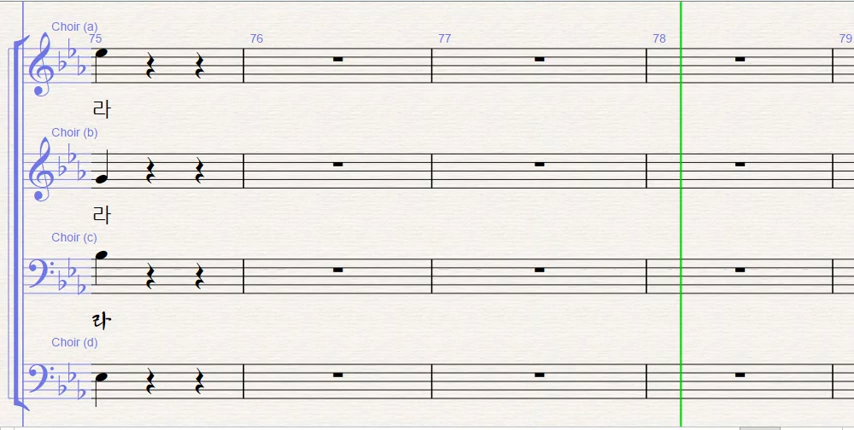 Choir (a)
75 76 77 78 79
라
Choir (b)
라
Choir (c)
라
Choir (d)